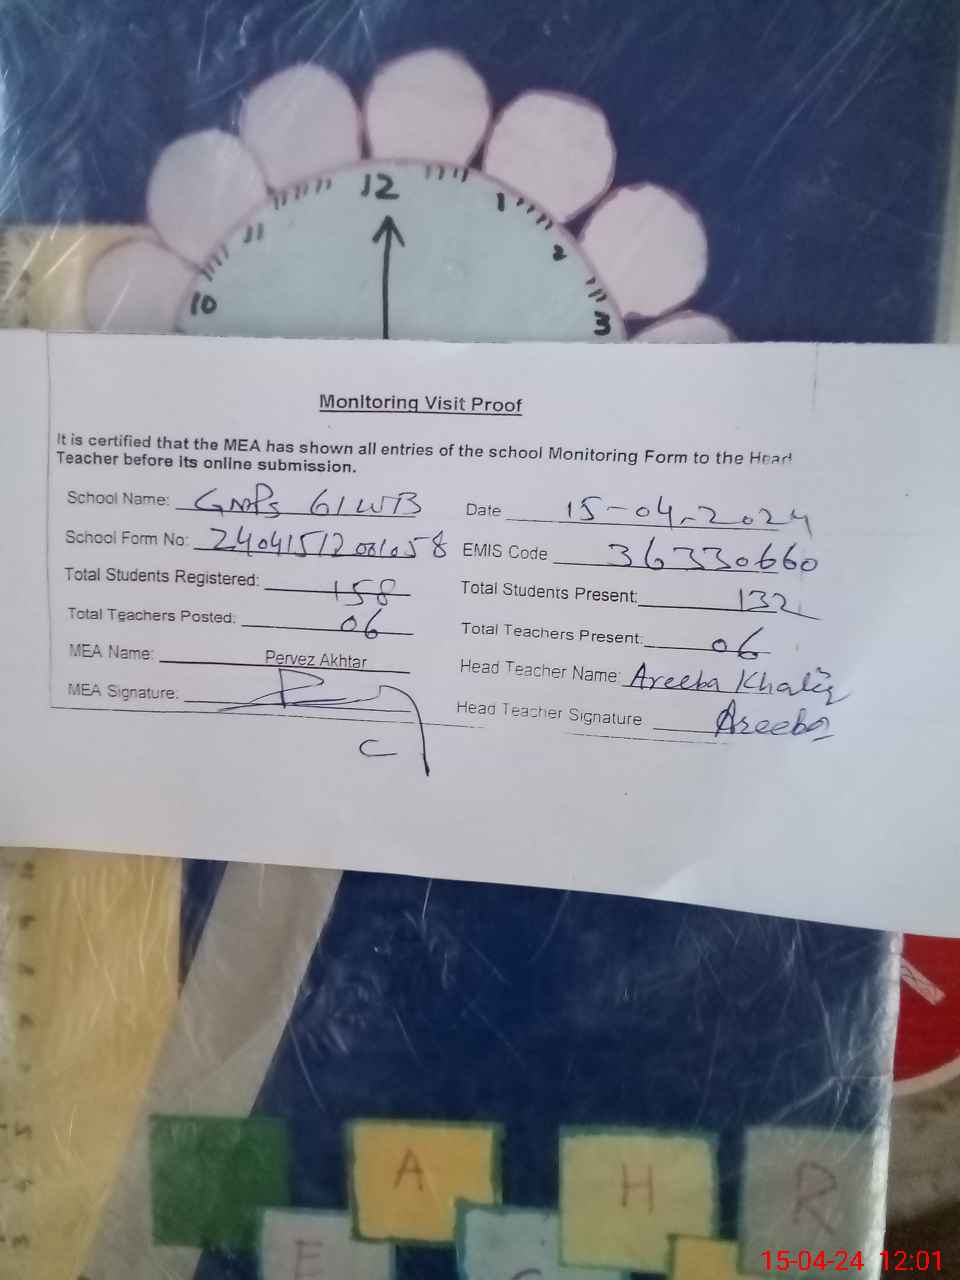 12
11
1
2
10
3
Monitoring Visit Proof
It is certified that the MEA has shown all entries of the school Monitoring Form to the Head
Teacher before its online submission.
School Name: GMPS 61 WB
Date 15-04-2024
School Form No: 24041512081058
EMIS Code 36330660
Total Students Registered: 158
Total Students Present: 132
Total Teachers Posted: 06
Total Teachers Present: 06
MEA Name: Pervez Akhtar
Head Teacher Name: Areeba Khaliq
MEA Signature:
Head Teacher Signature Areeba
A H R
E
15-04-24 12:01